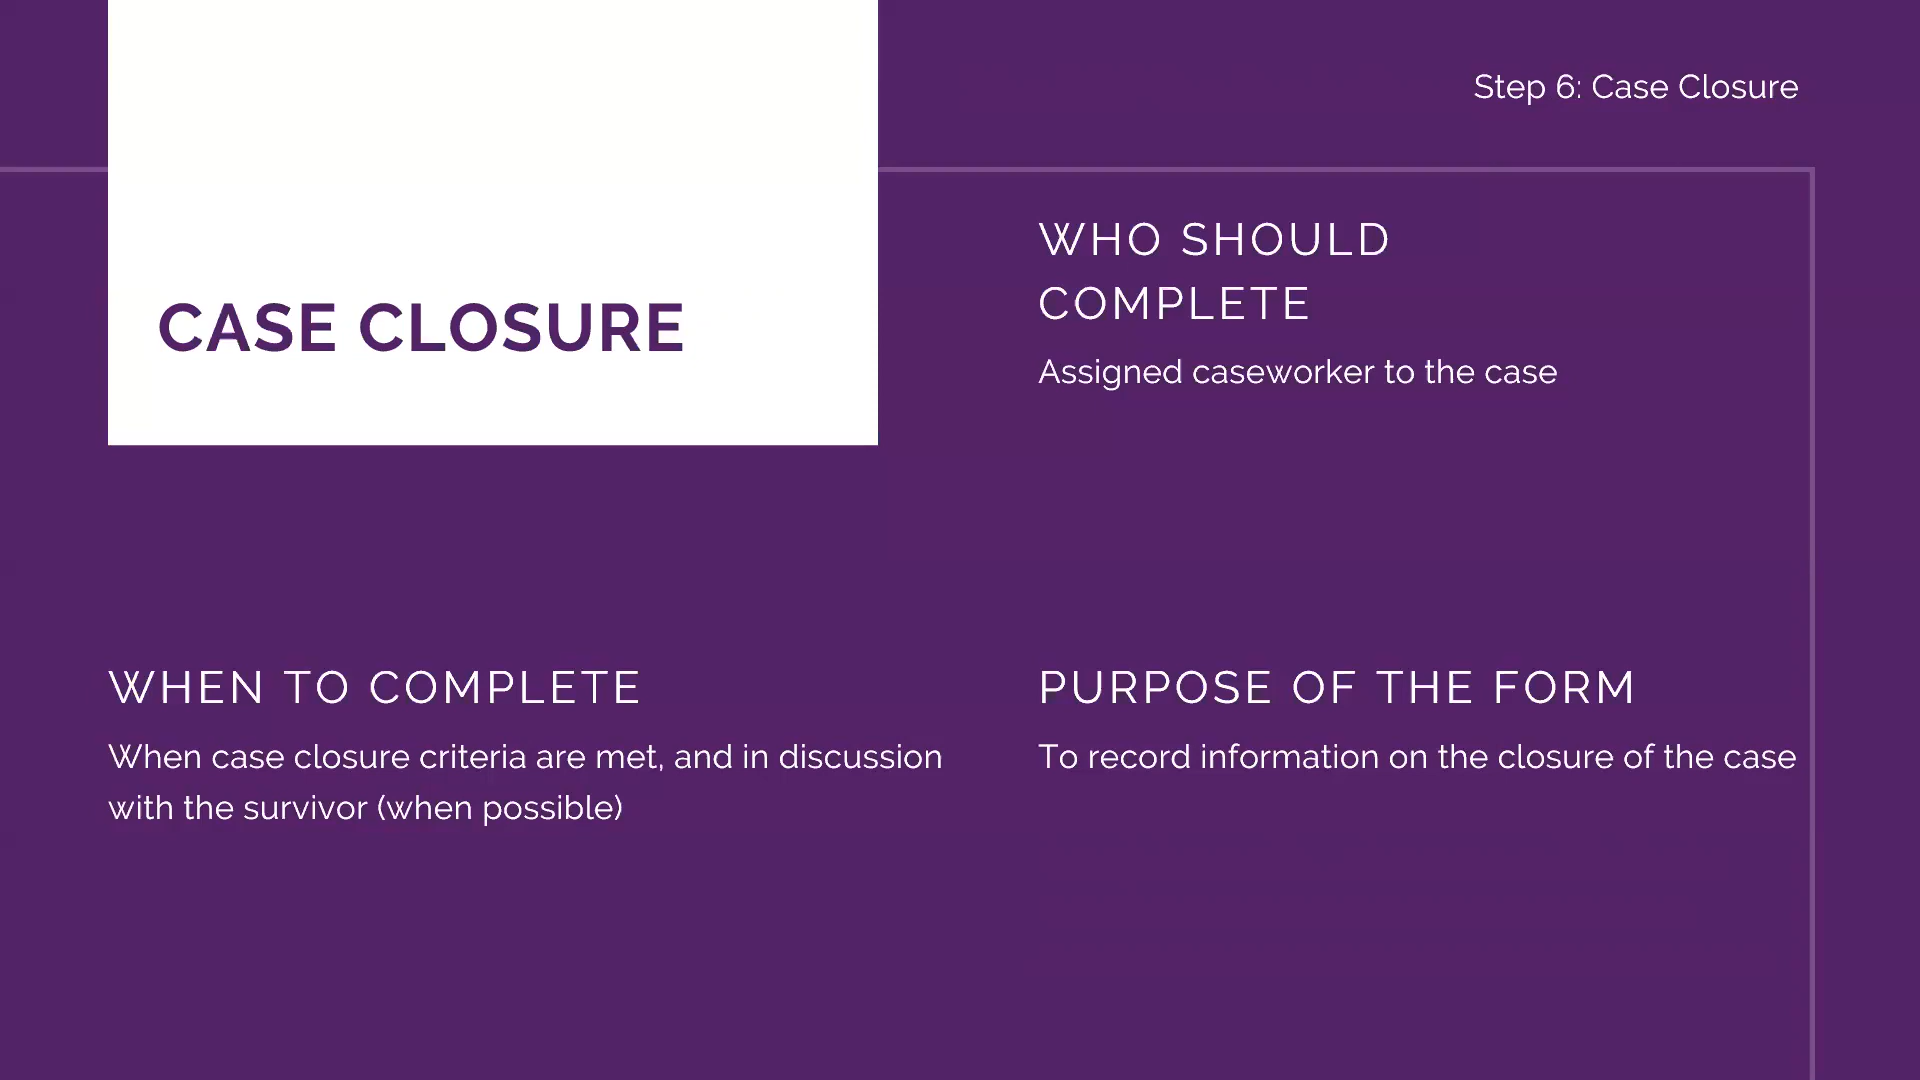 Step 6: Case Closure
CASE CLOSURE
WHO SHOULD
COMPLETE
Assigned caseworker to the case
WHEN TO COMPLETE
When case closure criteria are met, and in discussion
with the survivor (when possible)
PURPOSE OF THE FORM
To record information on the closure of the case